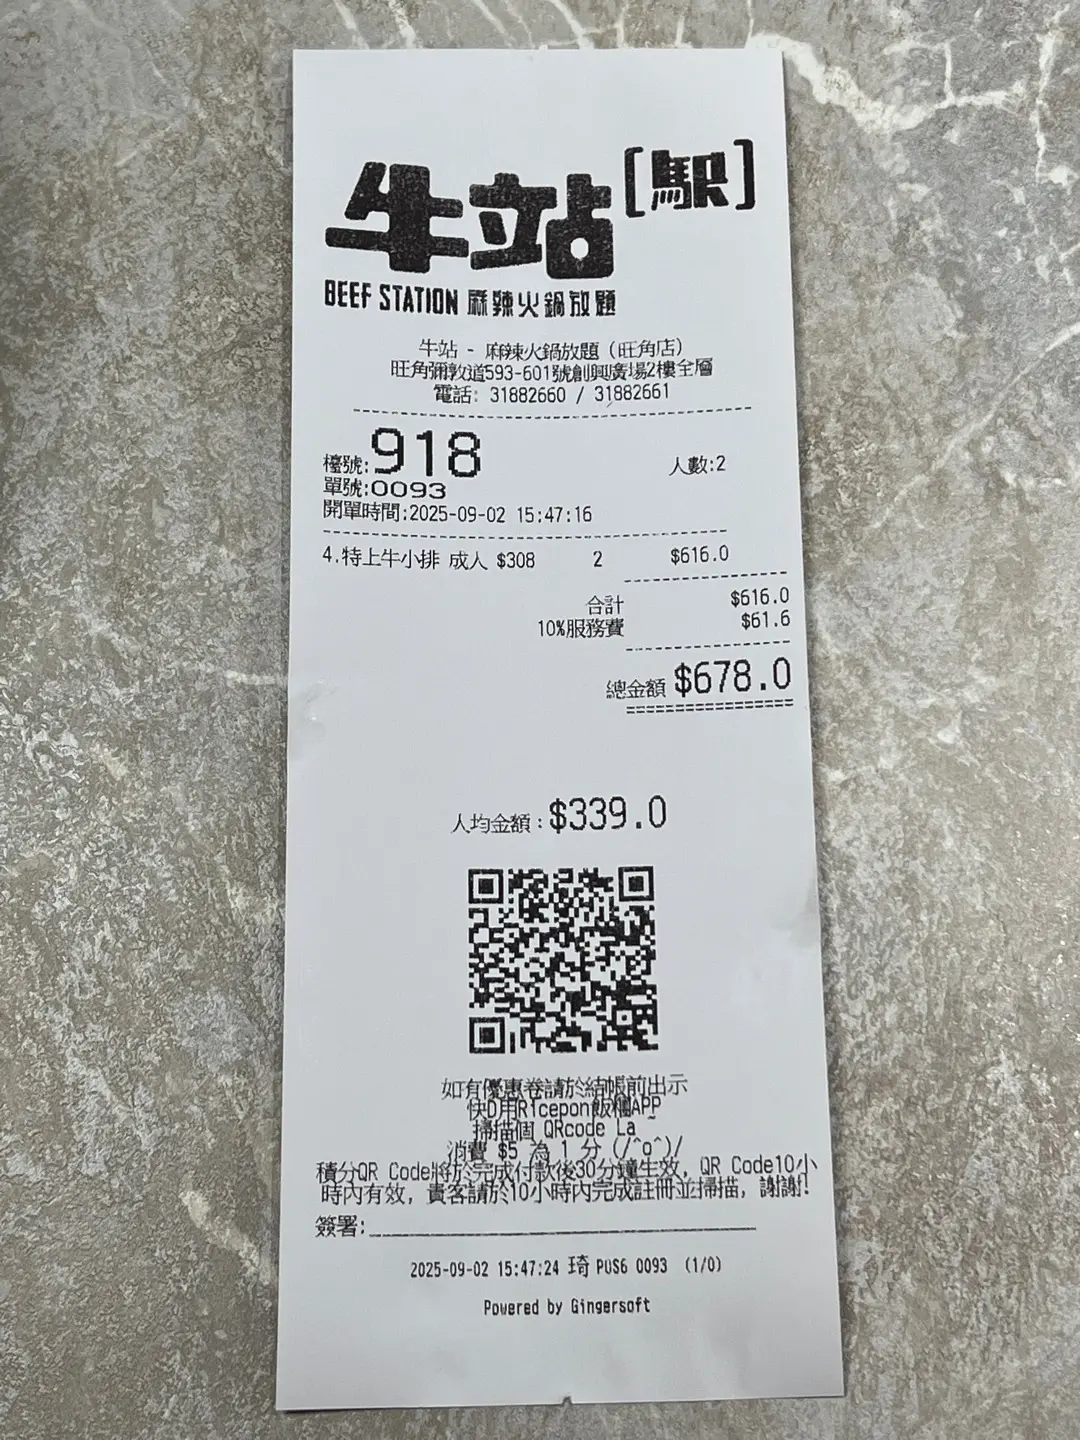 牛站[駅]
BEEF STATION 麻辣火鍋放題
牛站 - 麻辣火鍋放題 (旺角店)
旺角彌敦道593-601號創興廣場2樓全層
電話: 31882660 / 31882661
檯號:918 人數:2
單號:0093
開單時間:2025-09-02 15:47:16
4.特上牛小排 成人 $308 2 $616.0
合計 $616.0
10%服務費 $61.6
總金額 $678.0
人均金額:$339.0
如有優惠卷請於結帳前出示
快D用Ricepon飯糰APP
掃描個 QRcode La ~
消費 $5 為 1 分 (/^o^)/
積分QR Code將於完成付款後30分鐘生效, QR Code10小
時內有效, 貴客請於10小時內完成註冊並掃描, 謝謝!
簽署:
2025-09-02 15:47:24 琦 POS6 0093 (1/0)
Powered by Gingersoft